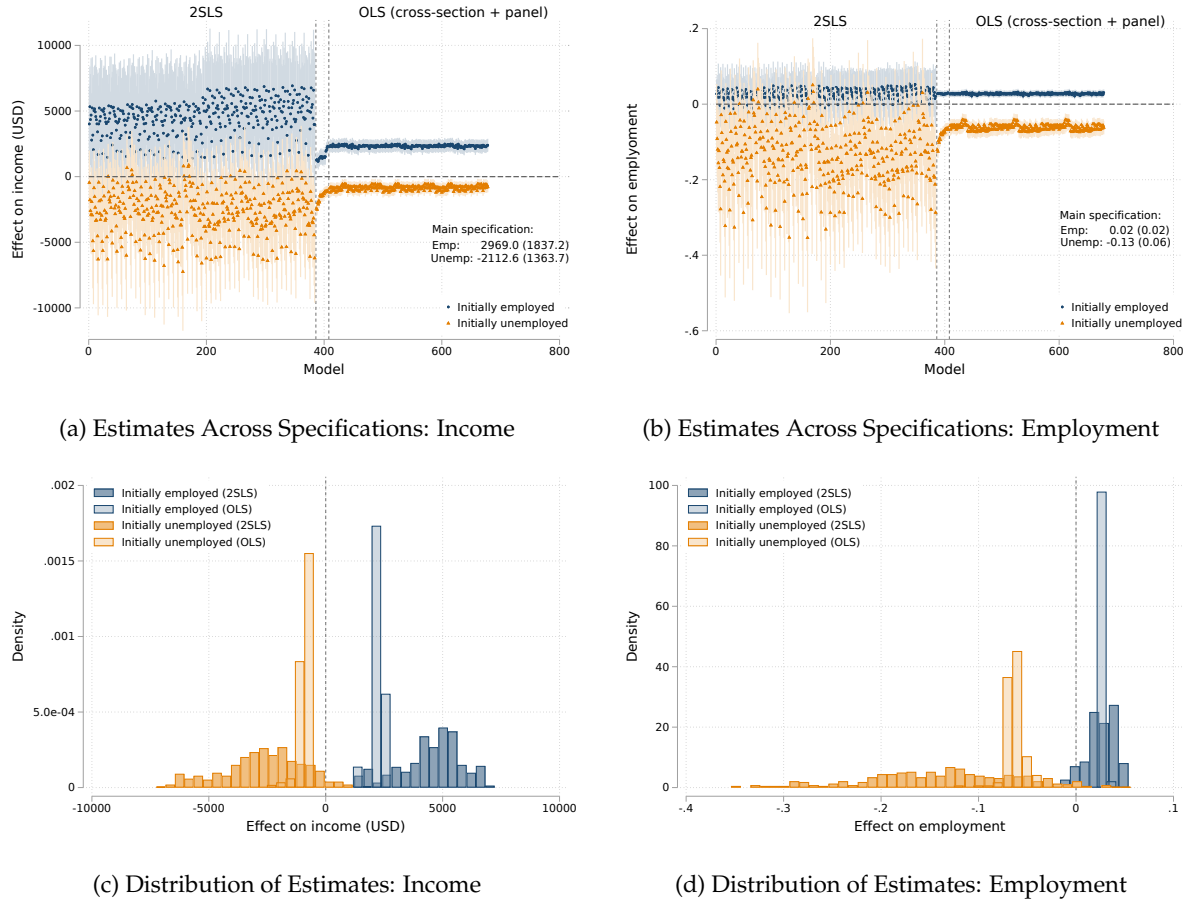 2SLS
OLS (cross-section + panel)
Effect on income (USD)
10000
5000
0
-5000
-10000
Main specification:
Emp: 2969.0 (1837.2)
Unemp: -2112.6 (1363.7)
Initially employed
Initially unemployed
0 200 400 600 800
Model
(a) Estimates Across Specifications: Income
2SLS
OLS (cross-section + panel)
Effect on emplyoment
.2
0
-.2
-.4
-.6
Main specification:
Emp: 0.02 (0.02)
Unemp: -0.13 (0.06)
Initially employed
Initially unemployed
0 200 400 600 800
Model
(b) Estimates Across Specifications: Employment
Density
.002
.0015
.001
5.0e-04
0
Initially employed (2SLS)
Initially employed (OLS)
Initially unemployed (2SLS)
Initially unemployed (OLS)
-10000 -5000 0 5000 10000
Effect on income (USD)
(c) Distribution of Estimates: Income
Density
100
80
60
40
20
0
Initially employed (2SLS)
Initially employed (OLS)
Initially unemployed (2SLS)
Initially unemployed (OLS)
-.4 -.3 -.2 -.1 0 .1
Effect on employment
(d) Distribution of Estimates: Employment